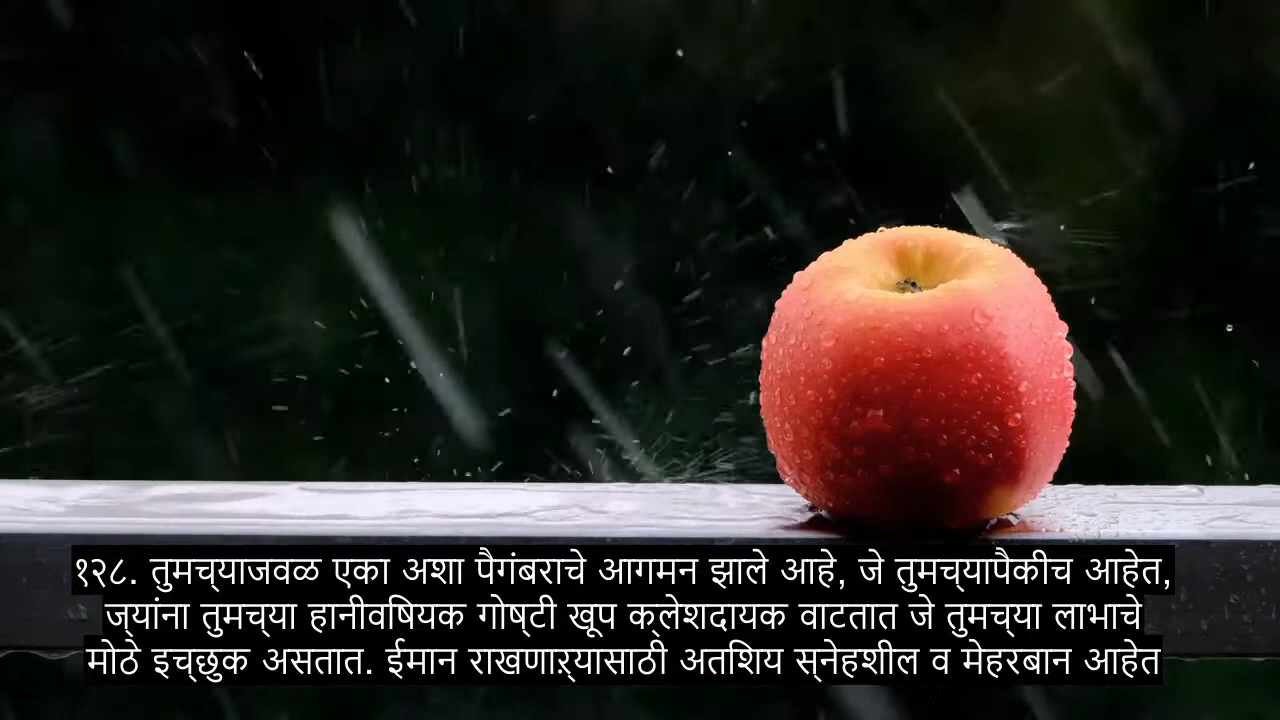 १२८. तुमच्याजवळ एका अशा पैगंबराचे आगमन झाले आहे, जे तुमच्यापैकीच आहेत,
ज्यांना तुमच्या हानीविषयक गोष्टी खूप क्लेशदायक वाटतात जे तुमच्या लाभाचे
मोठे इच्छुक असतात. ईमान राखणाऱ्यासाठी अतिशय स्नेहशील व मेहरबान आहेत